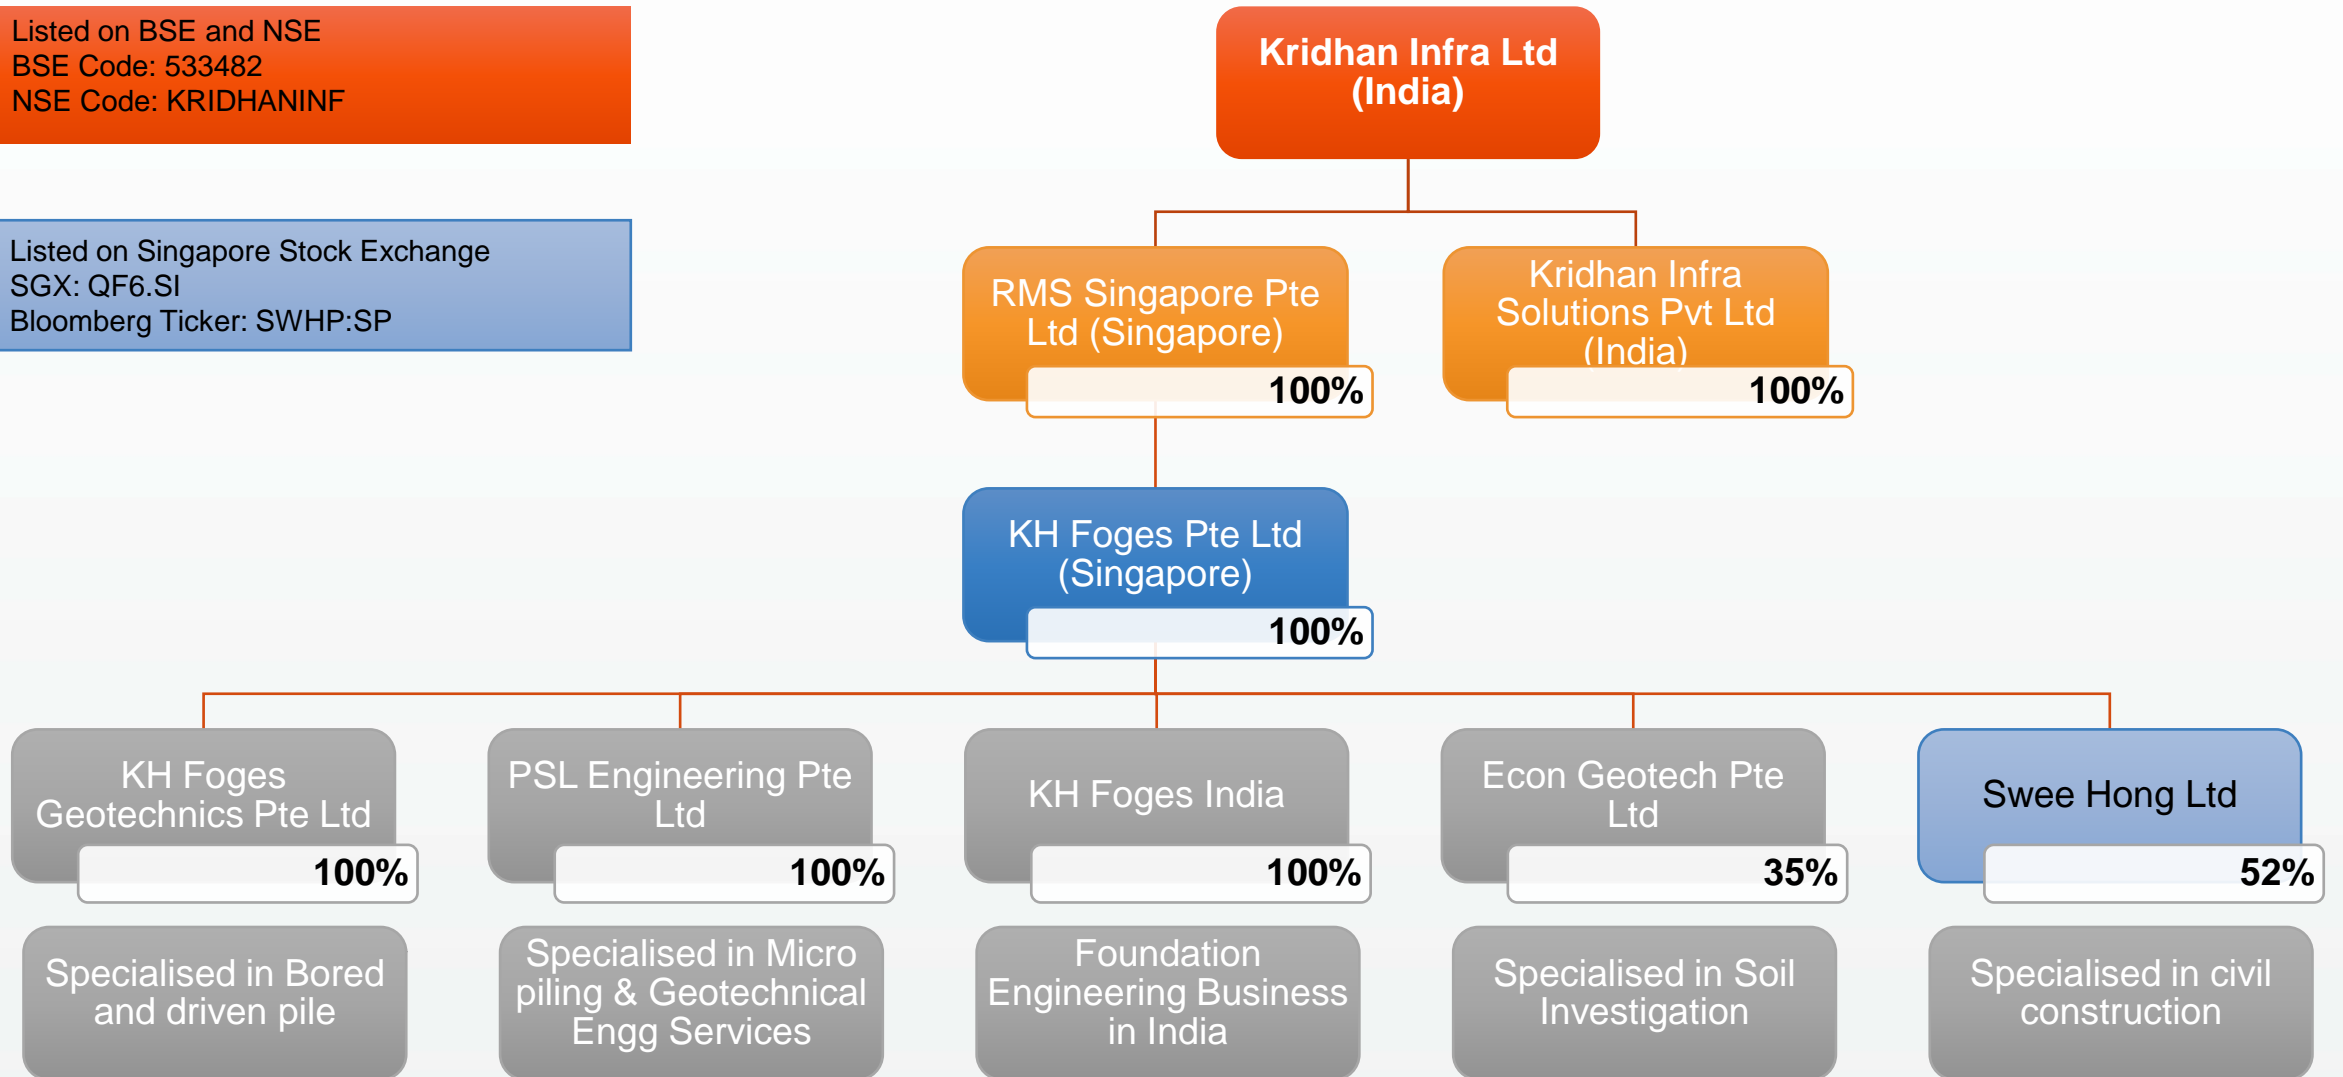 Listed on BSE and NSE
BSE Code: 533482
NSE Code: KRIDHANINF
Listed on Singapore Stock Exchange
SGX: QF6.SI
Bloomberg Ticker: SWHP:SP
Kridhan Infra Ltd
(India)
RMS Singapore Pte
Ltd (Singapore)
100%
Kridhan Infra
Solutions Pvt Ltd
(India)
100%
KH Foges Pte Ltd
(Singapore)
100%
KH Foges
Geotechnics Pte Ltd
100%
PSL Engineering Pte
Ltd
100%
KH Foges India
100%
Econ Geotech Pte
Ltd
35%
Swee Hong Ltd
52%
Specialised in Bored
and driven pile
Specialised in Micro
piling & Geotechnical
Engg Services
Foundation
Engineering Business
in India
Specialised in Soil
Investigation
Specialised in civil
construction